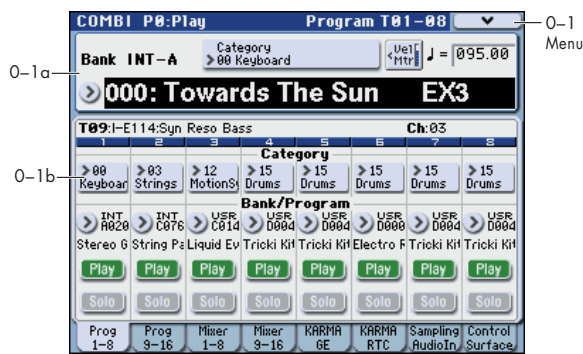 COMBI P0:Play Program T01-08
0–1
Menu
0–1a
Bank INT-A
Category
00 Keyboard
Vel
Mtr
♩ = 095.00
000: Towards The Sun EX3
T09:I-E114:Syn Reso Bass Ch:03
1 2 3 4 5 6 7 8
Category
0–1b
00 03 12 15 15 15 15 15
Keyboar Strings MotionSy Drums Drums Drums Drums Drums
Bank/Program
INT INT USR USR USR USR USR USR
A020 C076 C014 D004 D004 D000 D004 D004
Stereo G String Pa Liquid Ev Tricki Kit Tricki Kit Electro F Tricki Kit Tricki Kit
Play Play Play Play Play Play Play Play
Solo Solo Solo Solo Solo Solo Solo Solo
Prog Prog Mixer Mixer KARMA KARMA Sampling Control
1-8 9-16 1-8 9-16 GE RTC AudioIn Surface